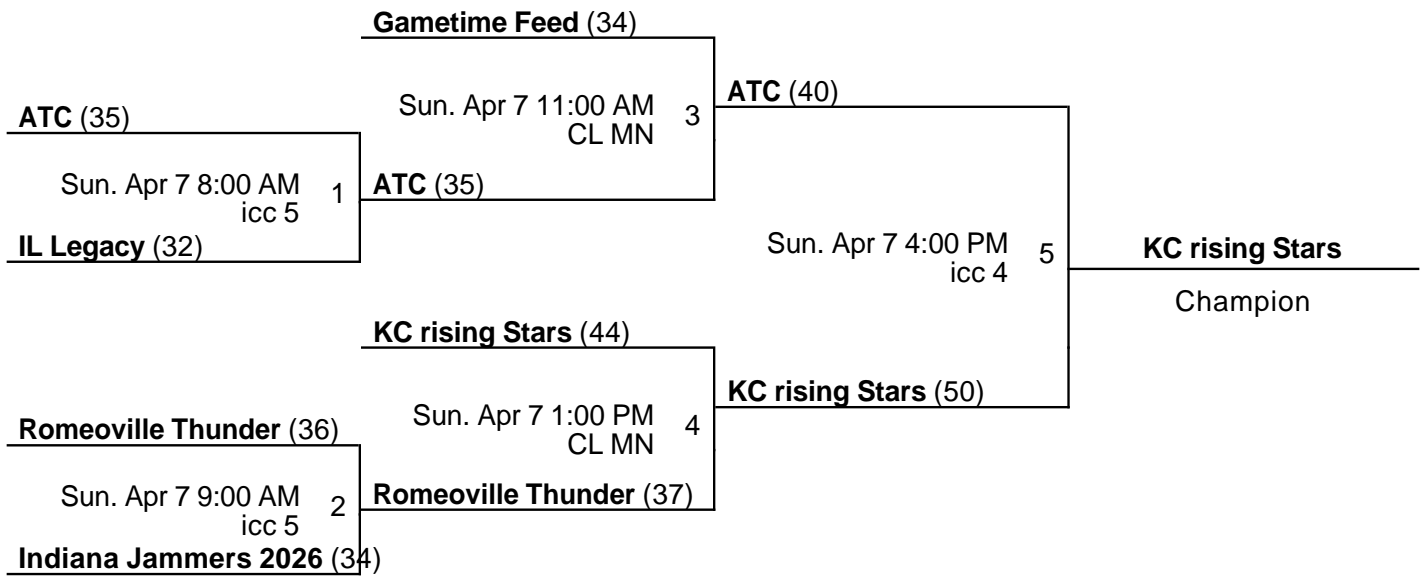 Gametime Feed (34)
Sun. Apr 7 11:00 AM
CL MN
3
ATC (40)
ATC (35)
Sun. Apr 7 8:00 AM
icc 5
1
ATC (35)
IL Legacy (32)
Sun. Apr 7 4:00 PM
icc 4
5
KC rising Stars
Champion
KC rising Stars (44)
Sun. Apr 7 1:00 PM
CL MN
4
KC rising Stars (50)
Romeoville Thunder (36)
Sun. Apr 7 9:00 AM
icc 5
2
Romeoville Thunder (37)
Indiana Jammers 2026 (34)